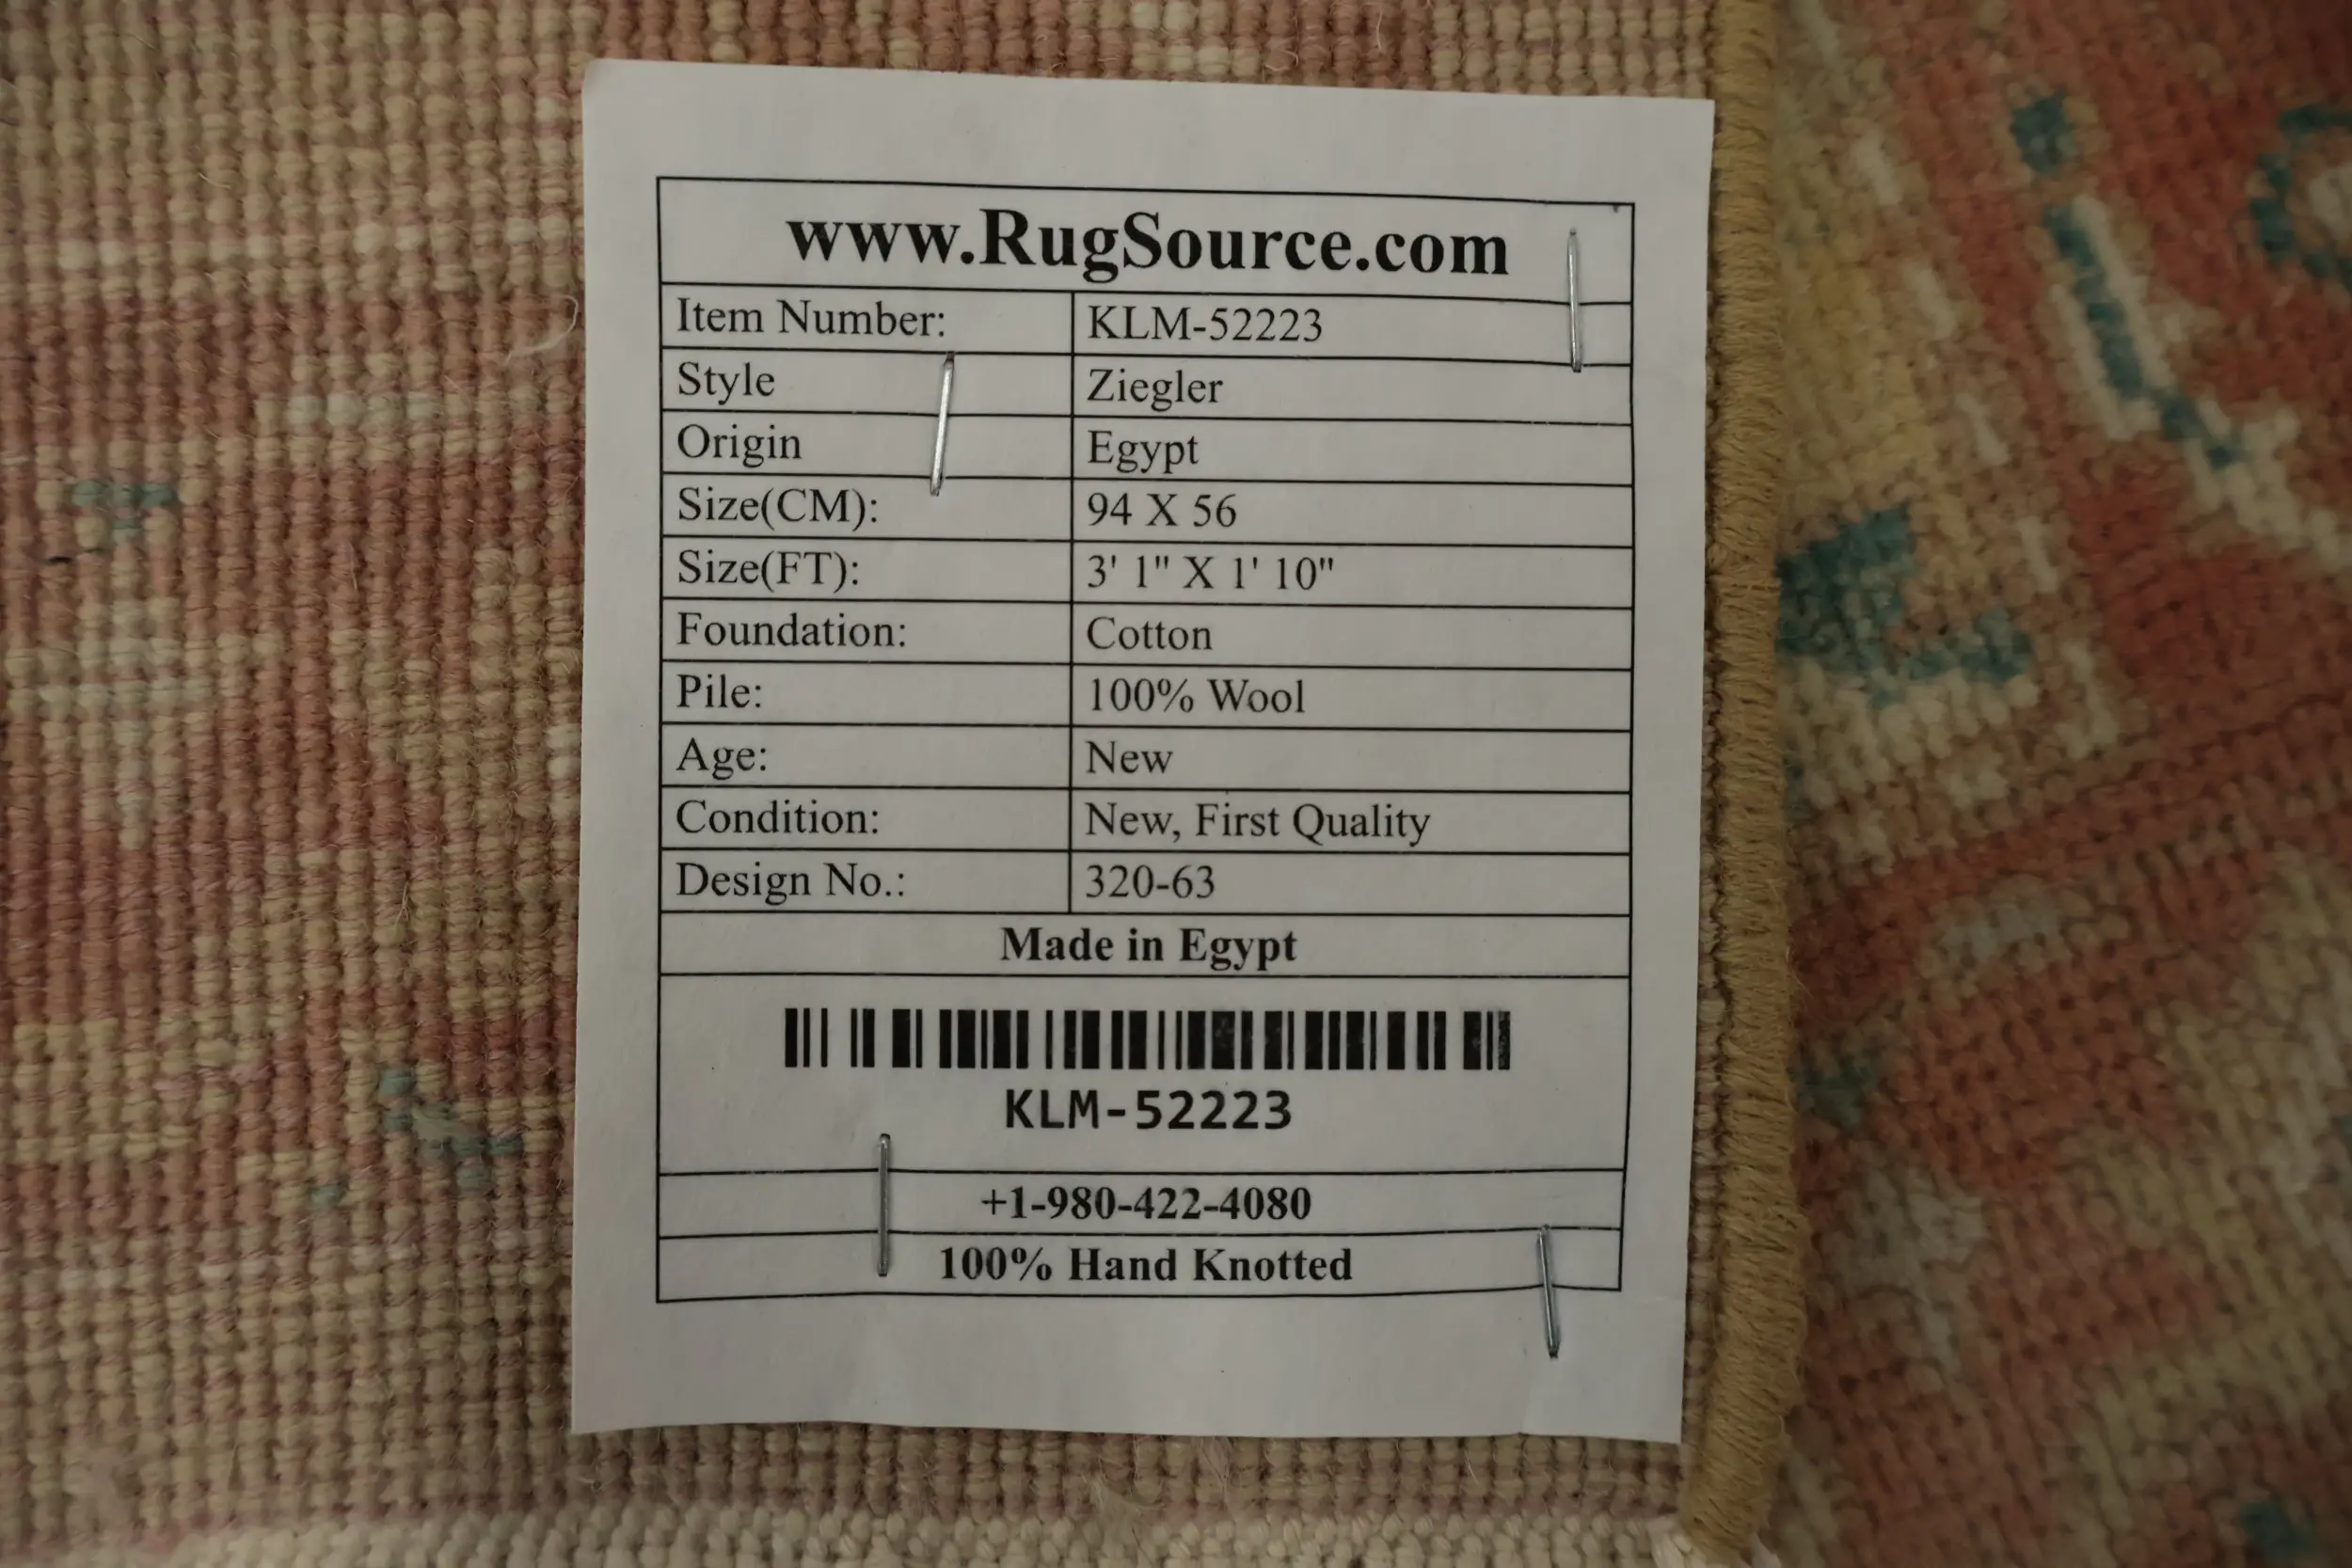 www.RugSource.com
Item Number: KLM-52223
Style Ziegler
Origin Egypt
Size(CM): 94 X 56
Size(FT): 3' 1" X 1' 10"
Foundation: Cotton
Pile: 100% Wool
Age: New
Condition: New, First Quality
Design No.: 320-63
Made in Egypt
KLM-52223
+1-980-422-4080
100% Hand Knotted